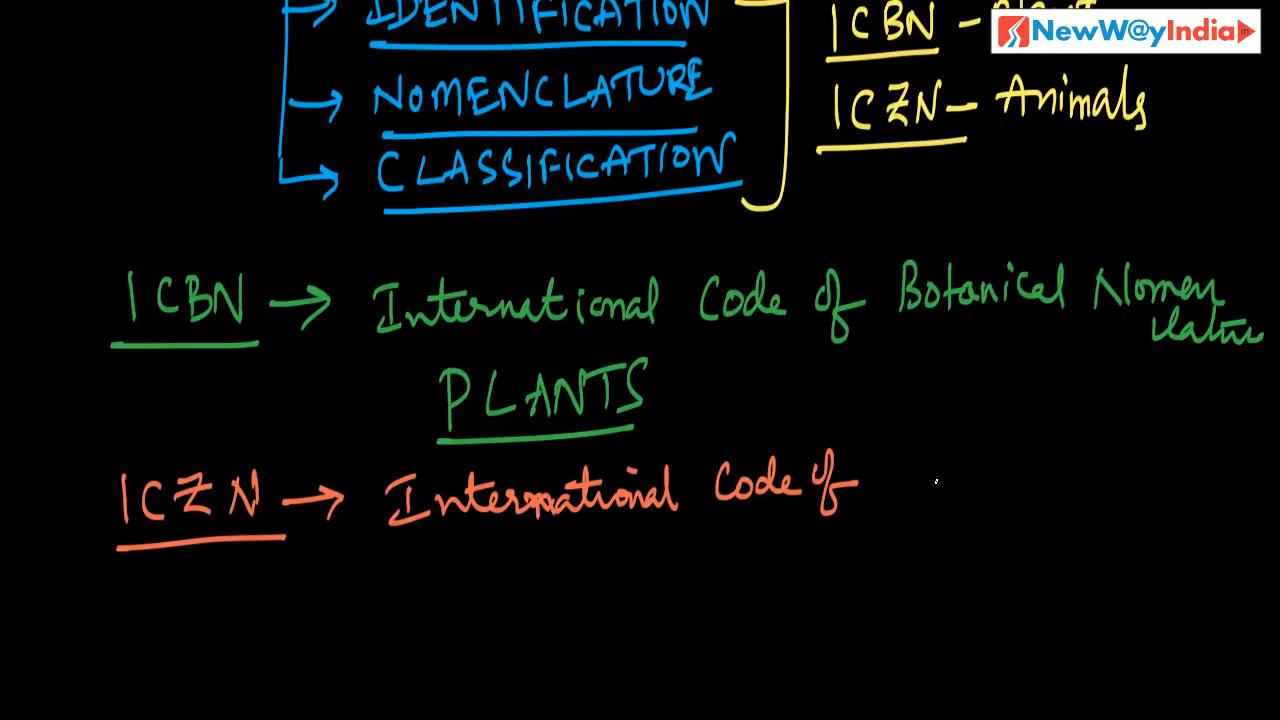 IDENTIFICATION
NOMENCLATURE
CLASSIFICATION
ICBN -
ICZN - Animals
NewW@yIndia
ICBN → International Code of Botanical Nomen
clature
PLANTS
ICZN → International Code of